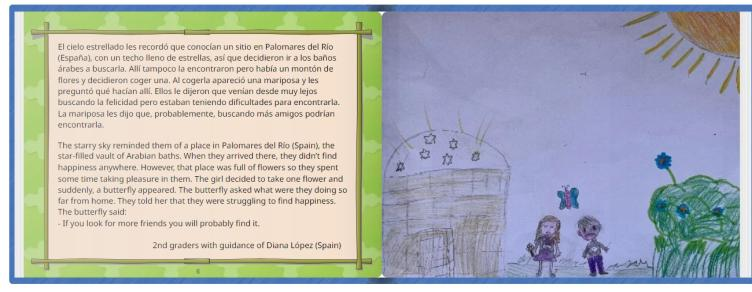 El cielo estrellado les recordó que conocían un sitio en Palomares del Río
(España), con un techo lleno de estrellas, así que decidieron ir a los baños
árabes a buscarla. Allí tampoco la encontraron pero había un montón de
flores y decidieron coger una. Al cogerla apareció una mariposa y les
preguntó qué hacían allí. Ellos le dijeron que venían desde muy lejos
buscando la felicidad pero estaban teniendo dificultades para encontrarla.
La mariposa les dijo que, probablemente, buscando más amigos podrían
encontrarla.
The starry sky reminded them of a place in Palomares del Río (Spain), the
star-filled vault of Arabian baths. When they arrived there, they didn't find
happiness anywhere. However, that place was full of flowers so they spent
some time taking pleasure in them. The girl decided to take one flower and
suddenly, a butterfly appeared. The butterfly asked what were they doing so
far from home. They told her that they were struggling to find happiness.
The butterfly said:
- If you look for more friends you will probably find it.
2nd graders with guidance of Diana López (Spain)
6